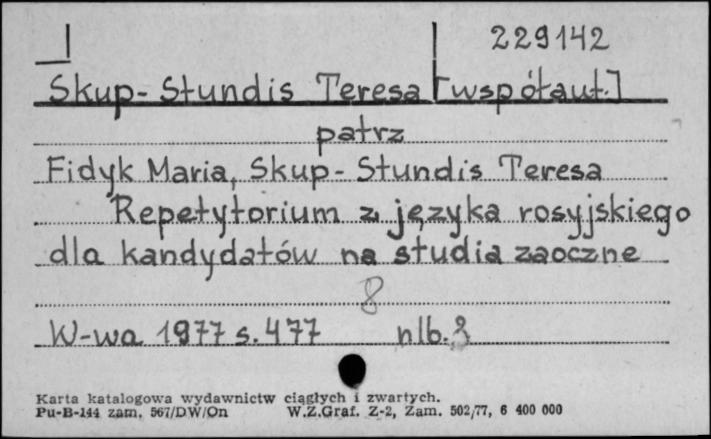 229142
Skup-Stundis Teresa [współaut.]
patrz
Fidyk Maria, Skup-Stundis Teresa
Repetytorium z języka rosyjskiego
dla kandydatów na studia zaoczne
8
W-wa 1977 s. 477 nlb. 3
Karta katalogowa wydawnictw ciągłych i zwartych.
Pu-B-144 zam. 567/DW/On W.Z.Graf. Z-2, Zam. 502/77, 6 400 000